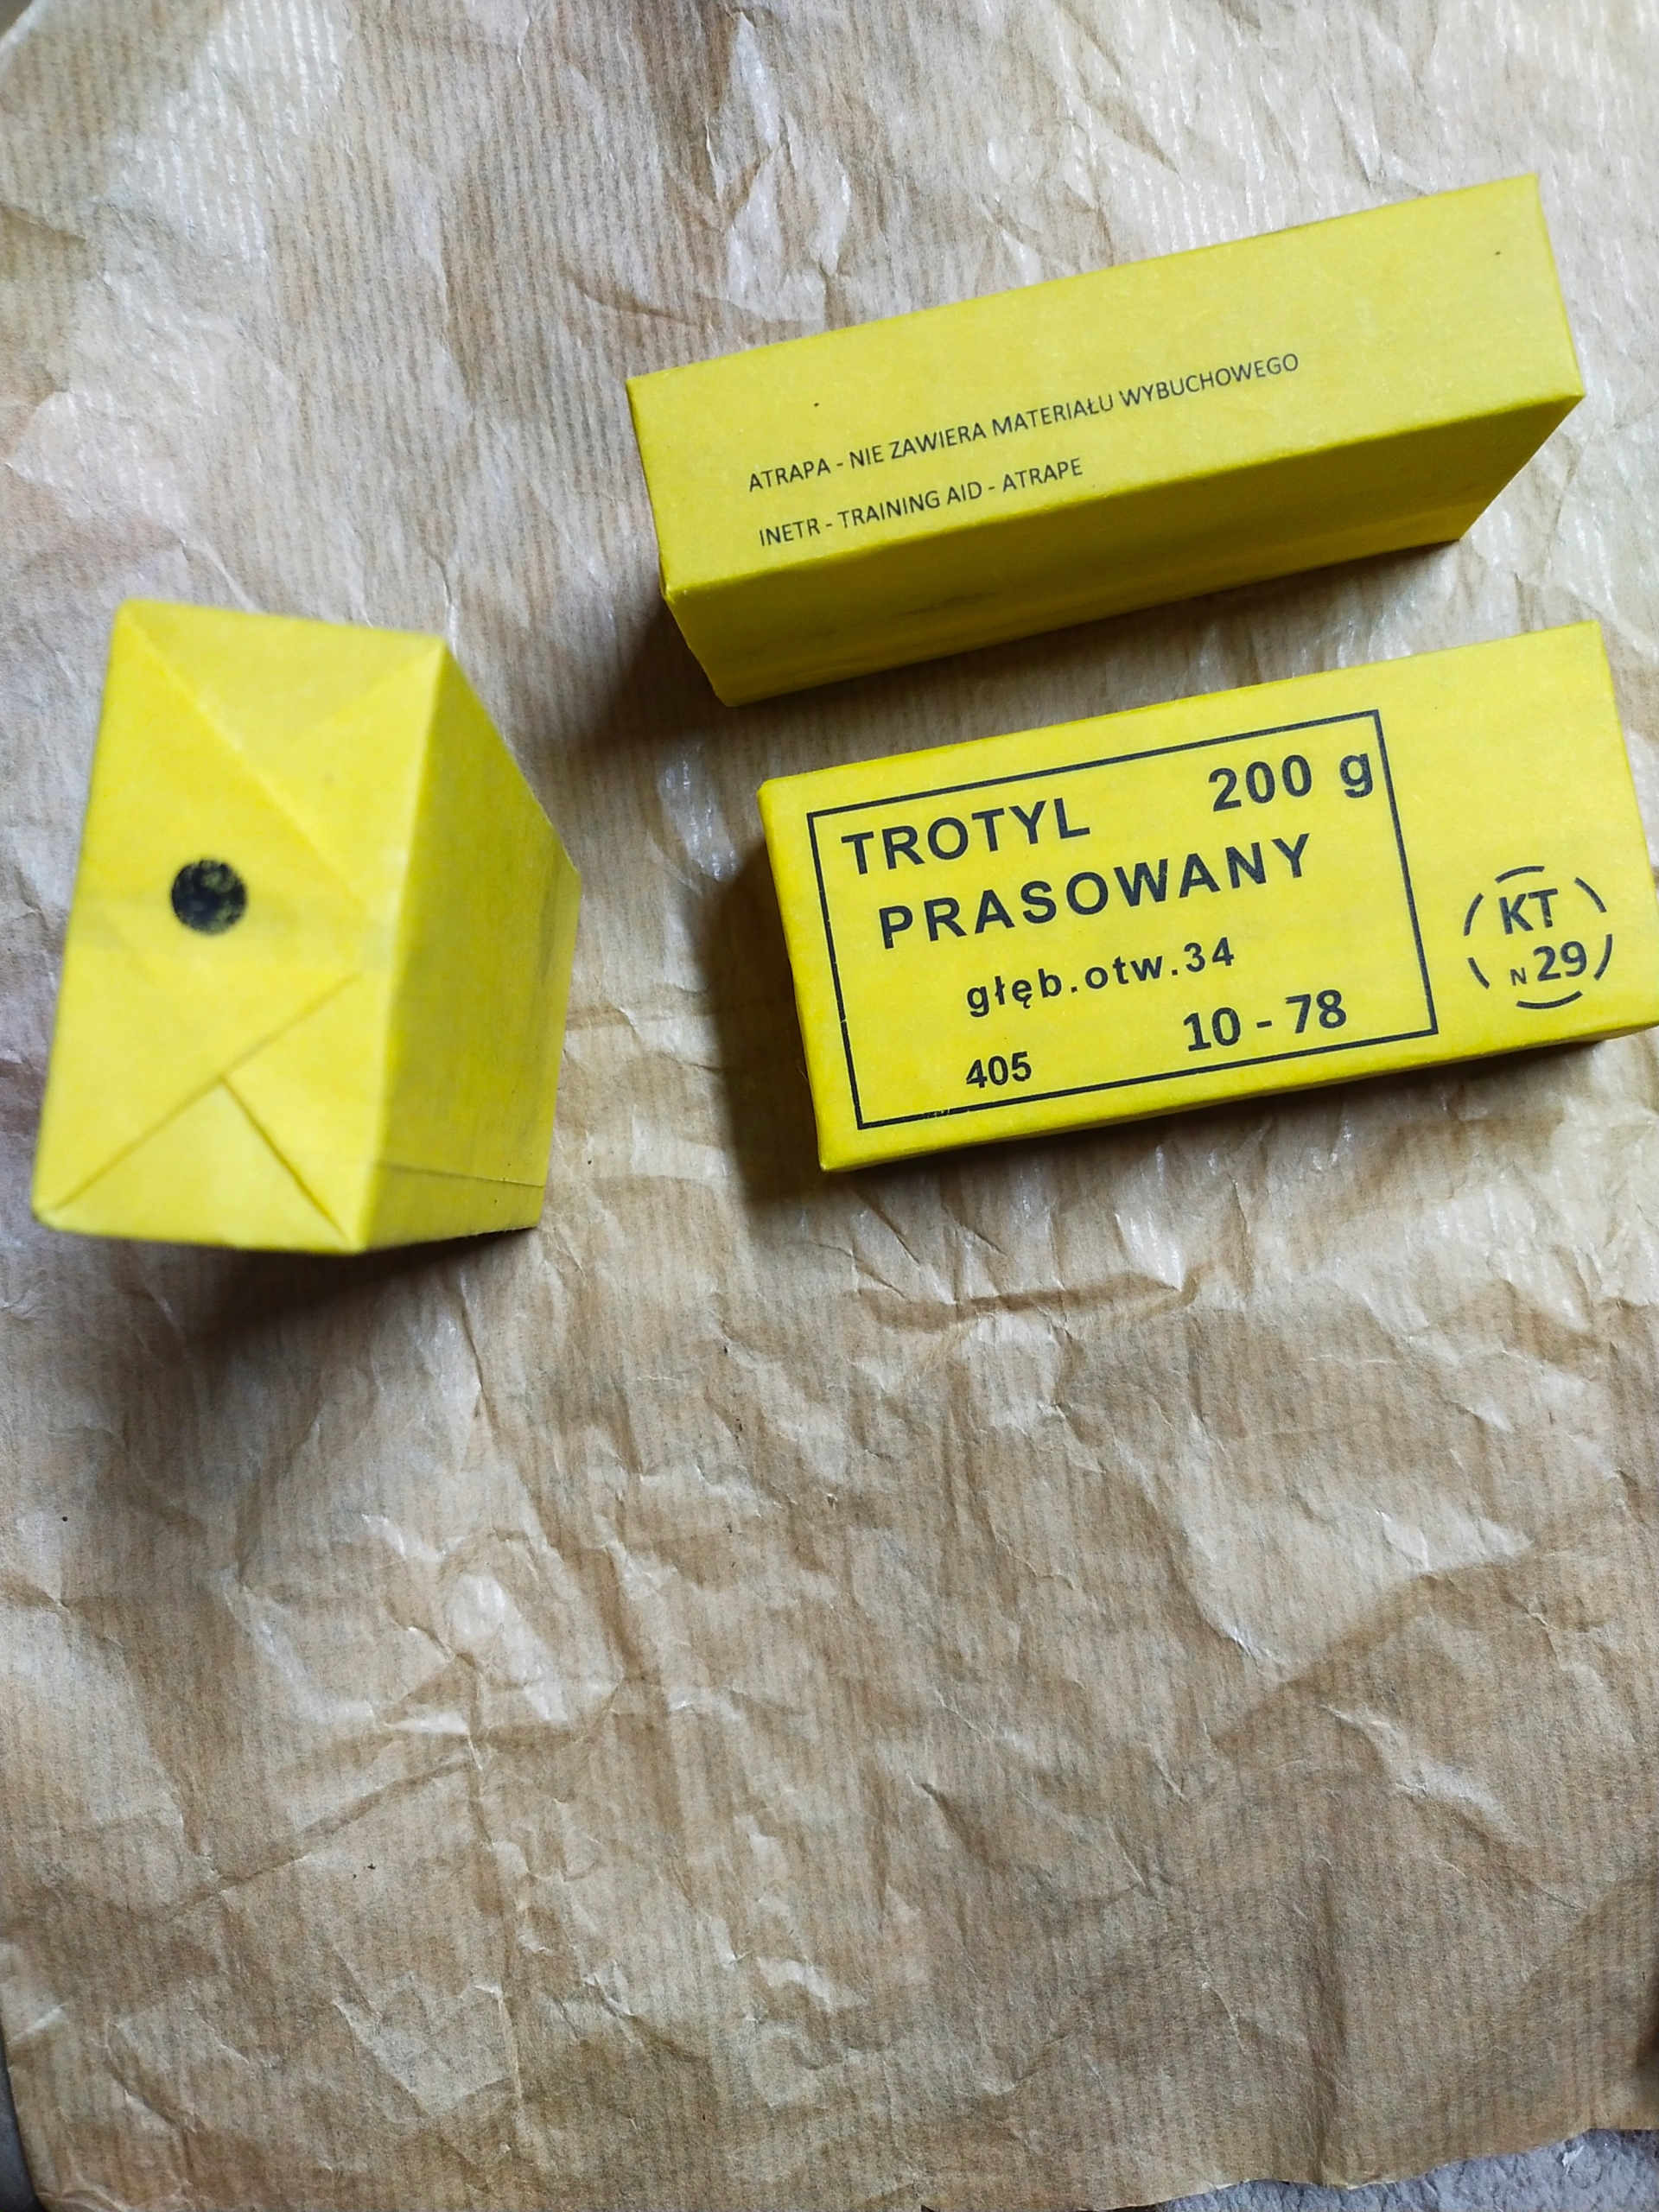 ATRAPA - NIE ZAWIERA MATERIAŁU WYBUCHOWEGO
INETR - TRAINING AID - ATRAPE
TROTYL 200 g
PRASOWANY
głęb.otw.34
405 10 - 78
KT
N 29